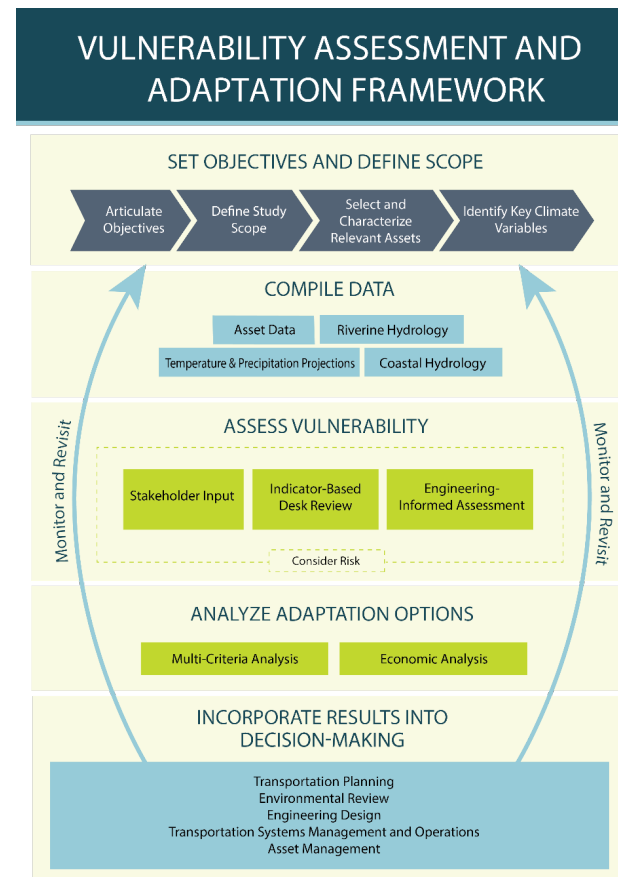 VULNERABILITY ASSESSMENT AND
ADAPTATION FRAMEWORK
SET OBJECTIVES AND DEFINE SCOPE
Articulate
Objectives
Define Study
Scope
Select and
Characterize
Relevant Assets
Identify Key Climate
Variables
COMPILE DATA
Asset Data
Riverine Hydrology
Temperature & Precipitation Projections
Coastal Hydrology
ASSESS VULNERABILITY
Stakeholder Input
Indicator-Based
Desk Review
Engineering-
Informed Assessment
Consider Risk
Monitor and Revisit
Monitor and Revisit
ANALYZE ADAPTATION OPTIONS
Multi-Criteria Analysis
Economic Analysis
INCORPORATE RESULTS INTO
DECISION-MAKING
Transportation Planning
Environmental Review
Engineering Design
Transportation Systems Management and Operations
Asset Management